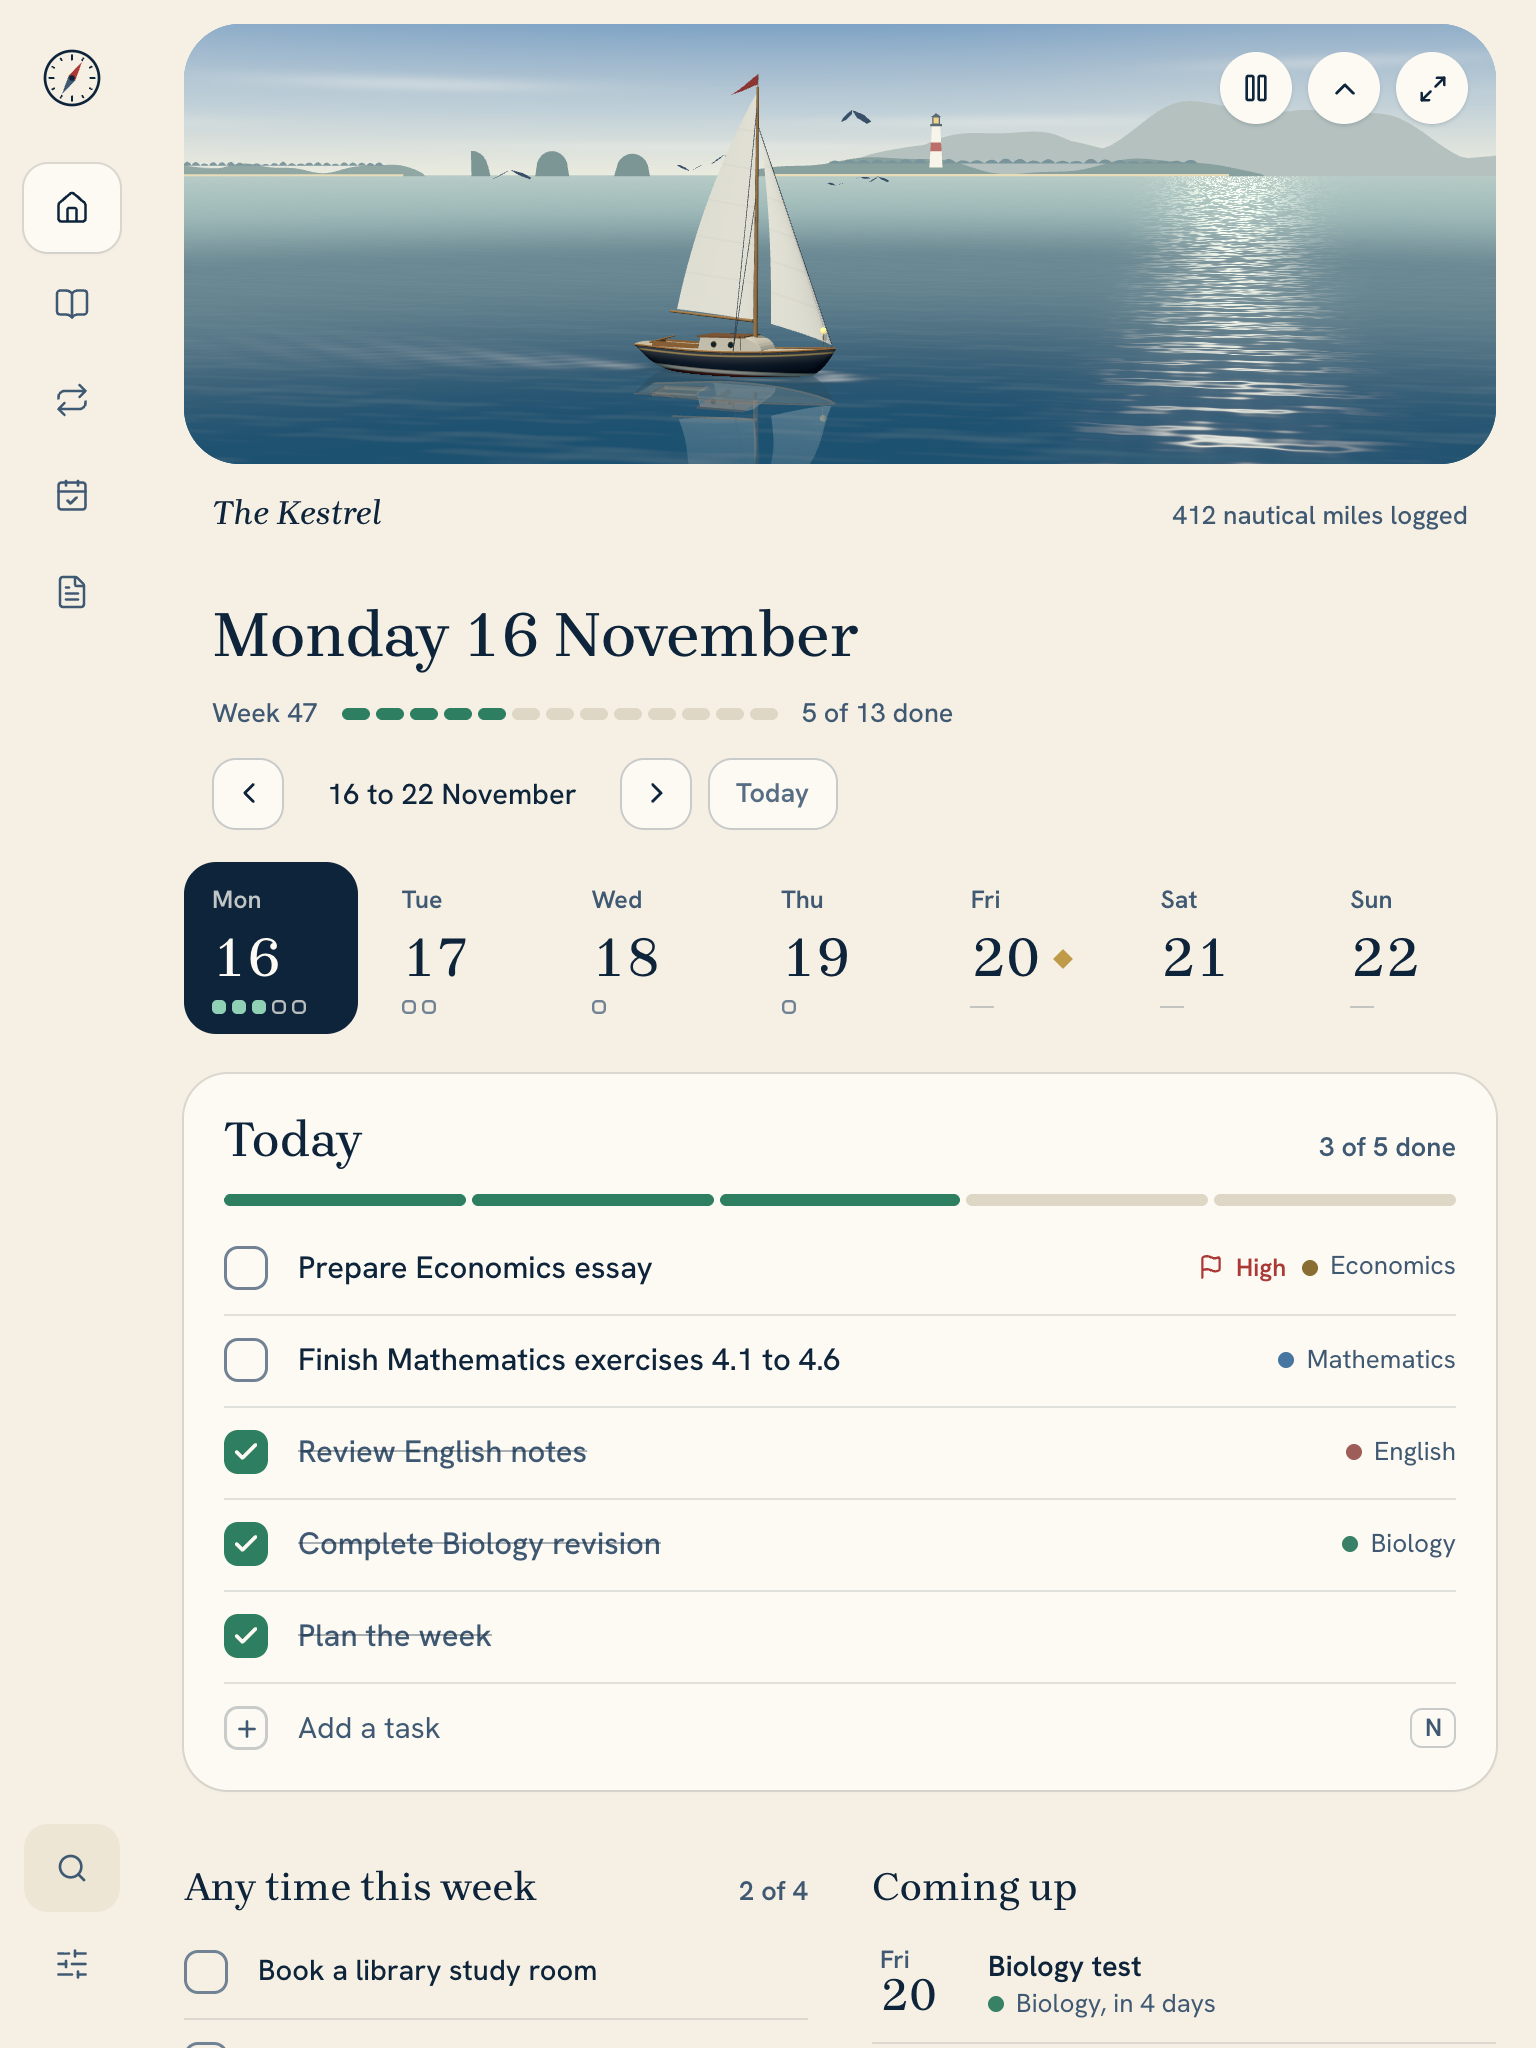 The Kestrel
412 nautical miles logged
Monday 16 November
Week 47
5 of 13 done
16 to 22 November
Today
Mon Tue Wed Thu Fri Sat Sun
16 17 18 19 20 21 22
Today
3 of 5 done
Prepare Economics essay
High
Economics
Finish Mathematics exercises 4.1 to 4.6
Mathematics
Review English notes
English
Complete Biology revision
Biology
Plan the week
Add a task
N
Any time this week
2 of 4
Book a library study room
Coming up
Fri
20
Biology test
Biology, in 4 days